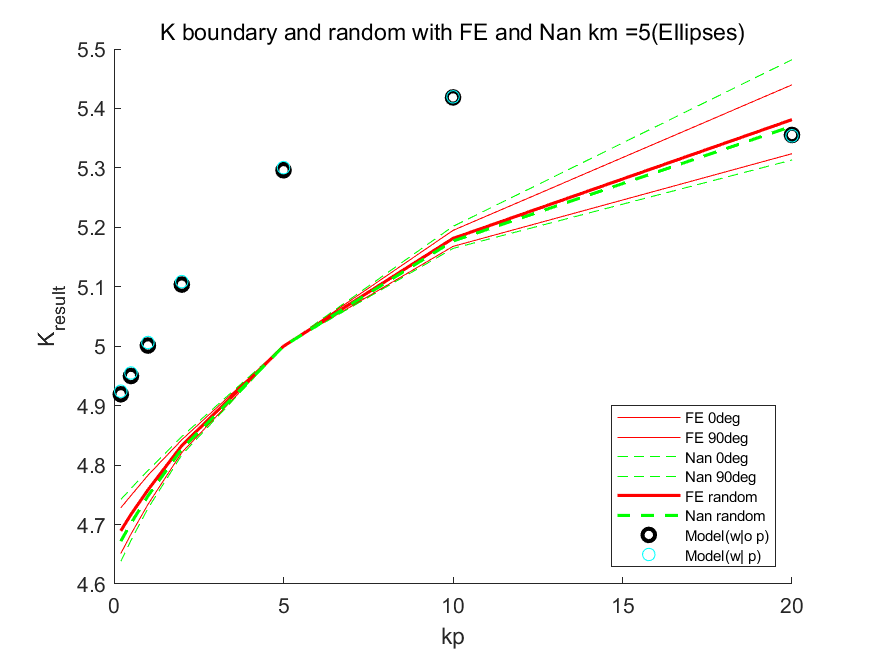 K boundary and random with FE and Nan km =5(Ellipses)
5.5
5.4
5.3
5.2
5.1
5
4.9
4.8
4.7
4.6
K_result
FE 0deg
FE 90deg
Nan 0deg
Nan 90deg
FE random
Nan random
Model(w|o p)
Model(w| p)
0 5 10 15 20
kp